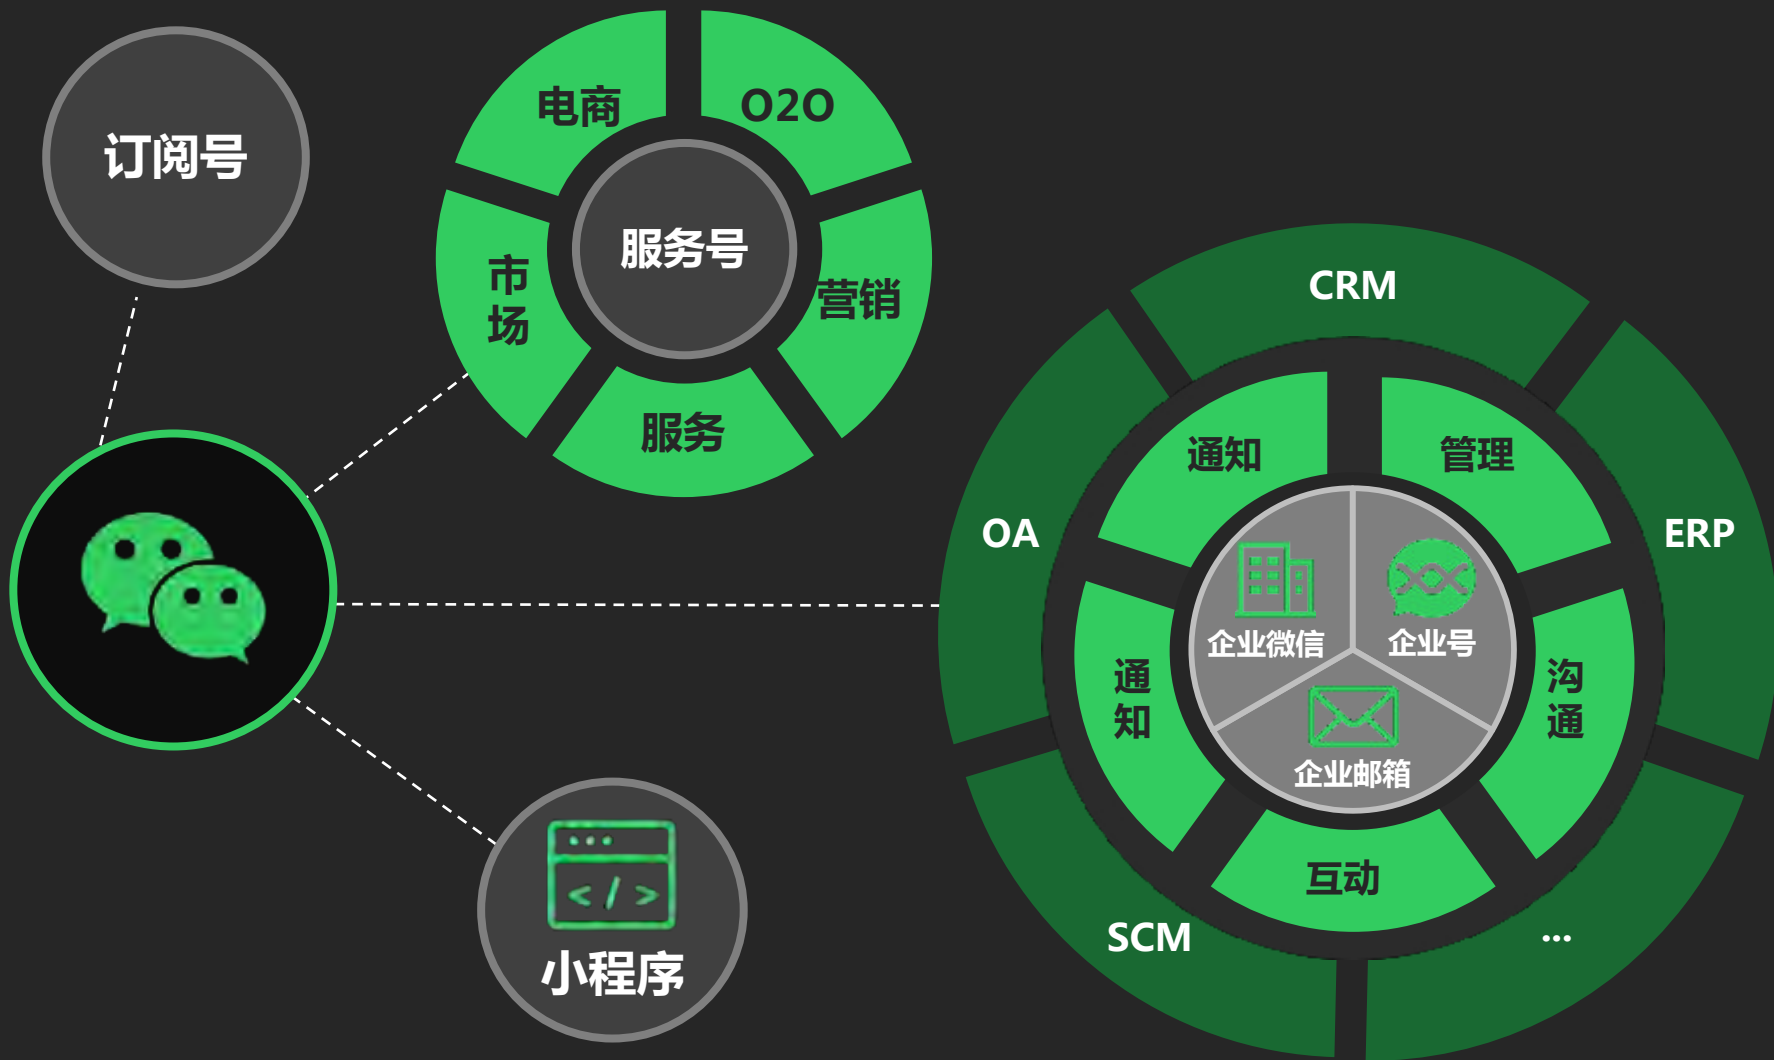 订阅号
电商
O2O
服务号
市
场
营销
服务
CRM
通知
管理
OA
ERP
企业微信
企业号
通
知
沟
通
企业邮箱
互动
SCM
...
</>
小程序